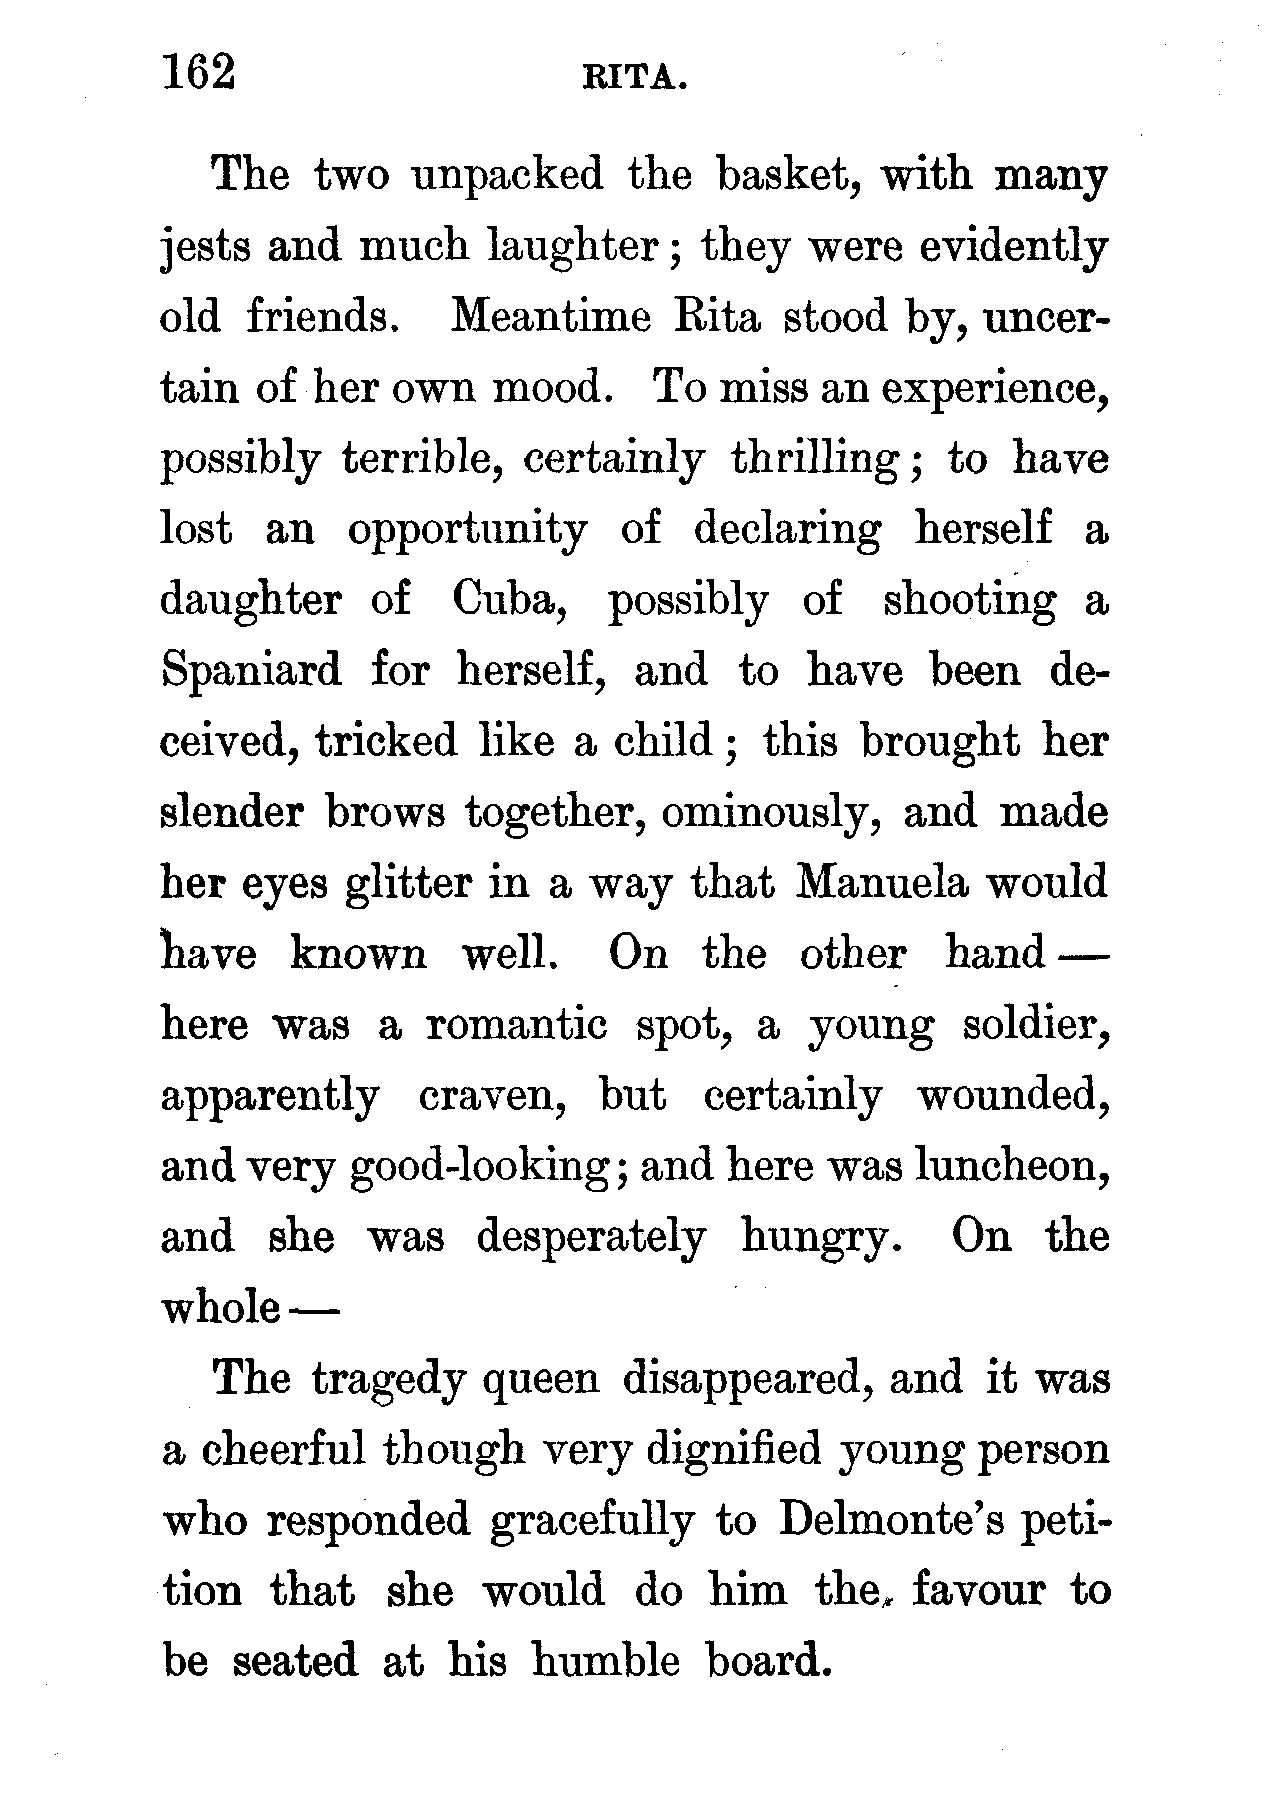 162 RITA.
The two unpacked the basket, with many
jests and much laughter; they were evidently
old friends. Meantime Rita stood by, uncer-
tain of her own mood. To miss an experience,
possibly terrible, certainly thrilling; to have
lost an opportunity of declaring herself a
daughter of Cuba, possibly of shooting a
Spaniard for herself, and to have been de-
ceived, tricked like a child; this brought her
slender brows together, ominously, and made
her eyes glitter in a way that Manuela would
have known well. On the other hand —
here was a romantic spot, a young soldier,
apparently craven, but certainly wounded,
and very good-looking; and here was luncheon,
and she was desperately hungry. On the
whole —
The tragedy queen disappeared, and it was
a cheerful though very dignified young person
who responded gracefully to Delmonte's peti-
tion that she would do him the favour to
be seated at his humble board.